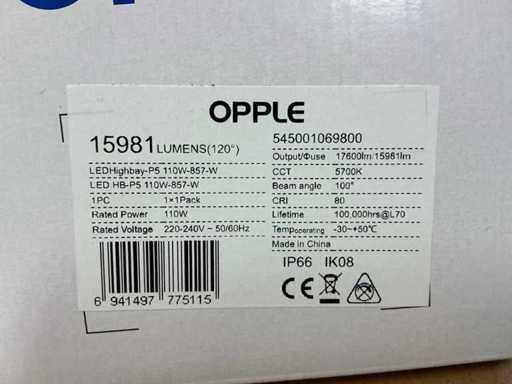 OPPLE
15981 LUMENS(120°)
LEDHighbay-P5 110W-857-W
LED HB-P5 110W-857-W
1PC 1×1Pack
Rated Power 110W
Rated Voltage 220-240V ~ 50/60Hz
6 941497 775115
545001069800
Output/Φuse 17600lm/15981lm
CCT 5700K
Beam angle 100°
CRI 80
Lifetime 100,000hrs@L70
Tempoperating -30~+50℃
Made in China
IP66 IK08
CE